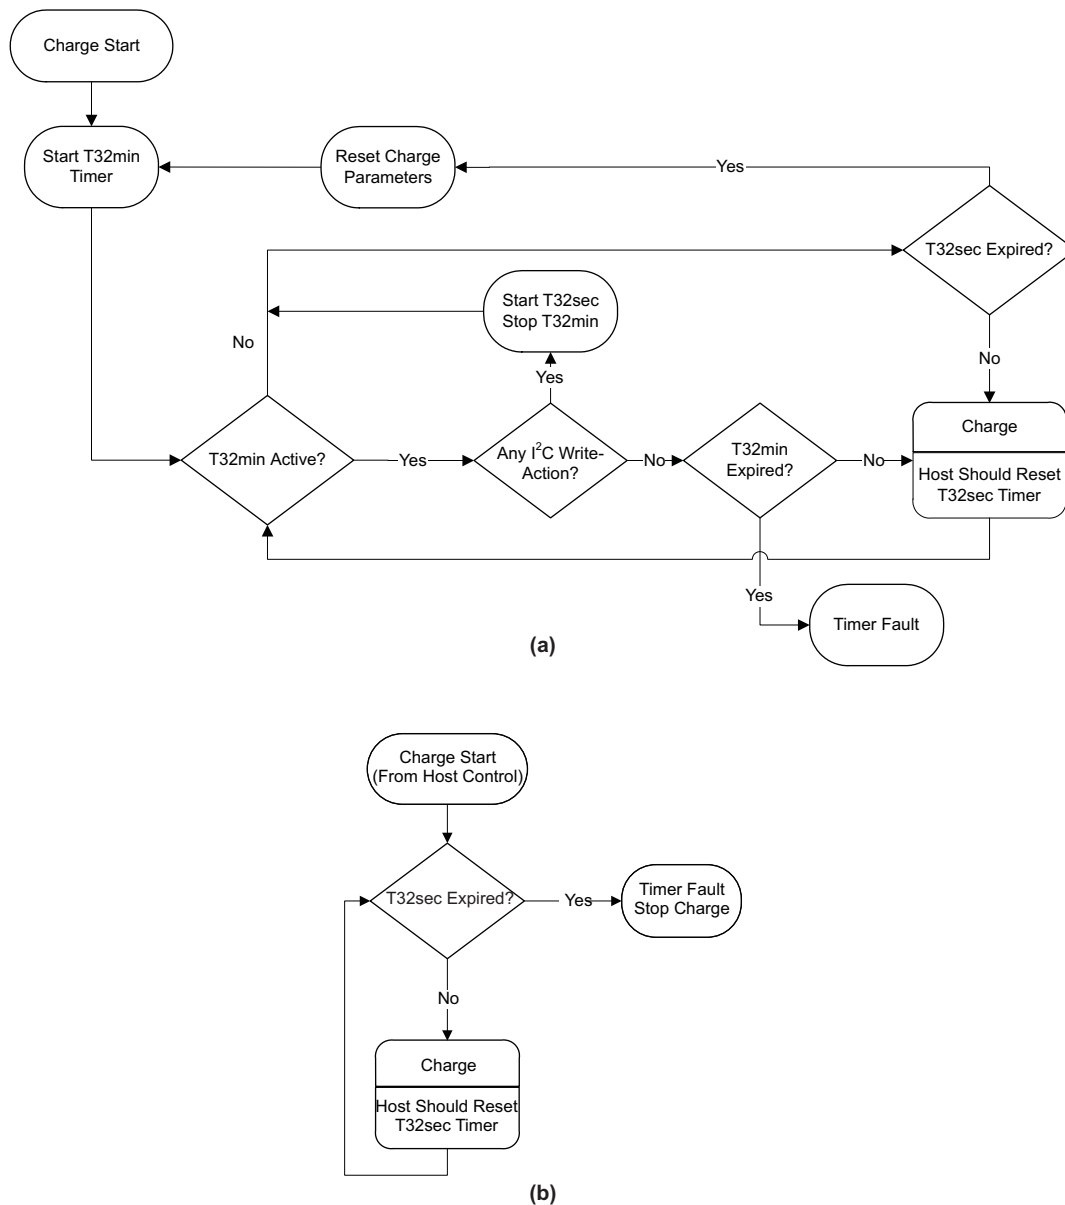 Charge Start
Start T32min
Timer
Reset Charge
Parameters
Yes
T32sec Expired?
Start T32sec
Stop T32min
No
Yes
No
T32min Active?
Yes
Any I²C Write-
Action?
No
T32min
Expired?
No
Charge
Host Should Reset
T32sec Timer
Yes
Timer Fault
(a)
Charge Start
(From Host Control)
T32sec Expired?
Yes
Timer Fault
Stop Charge
No
Charge
Host Should Reset
T32sec Timer
(b)